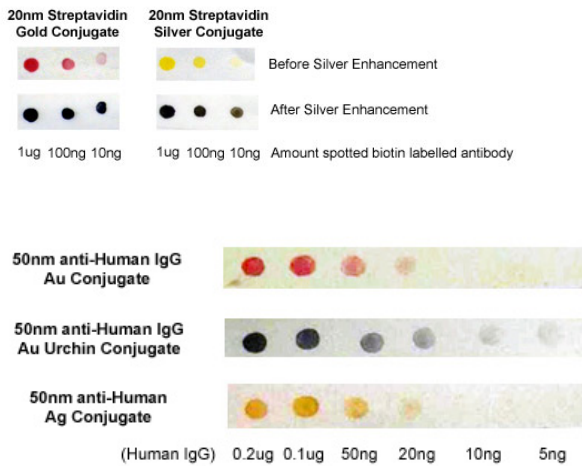 20nm Streptavidin
Gold Conjugate
20nm Streptavidin
Silver Conjugate
Before Silver Enhancement
After Silver Enhancement
1ug 100ng 10ng
1ug 100ng 10ng
Amount spotted biotin labelled antibody
50nm anti-Human IgG
Au Conjugate
50nm anti-Human IgG
Au Urchin Conjugate
50nm anti-Human
Ag Conjugate
(Human IgG) 0.2ug 0.1ug 50ng 20ng 10ng 5ng